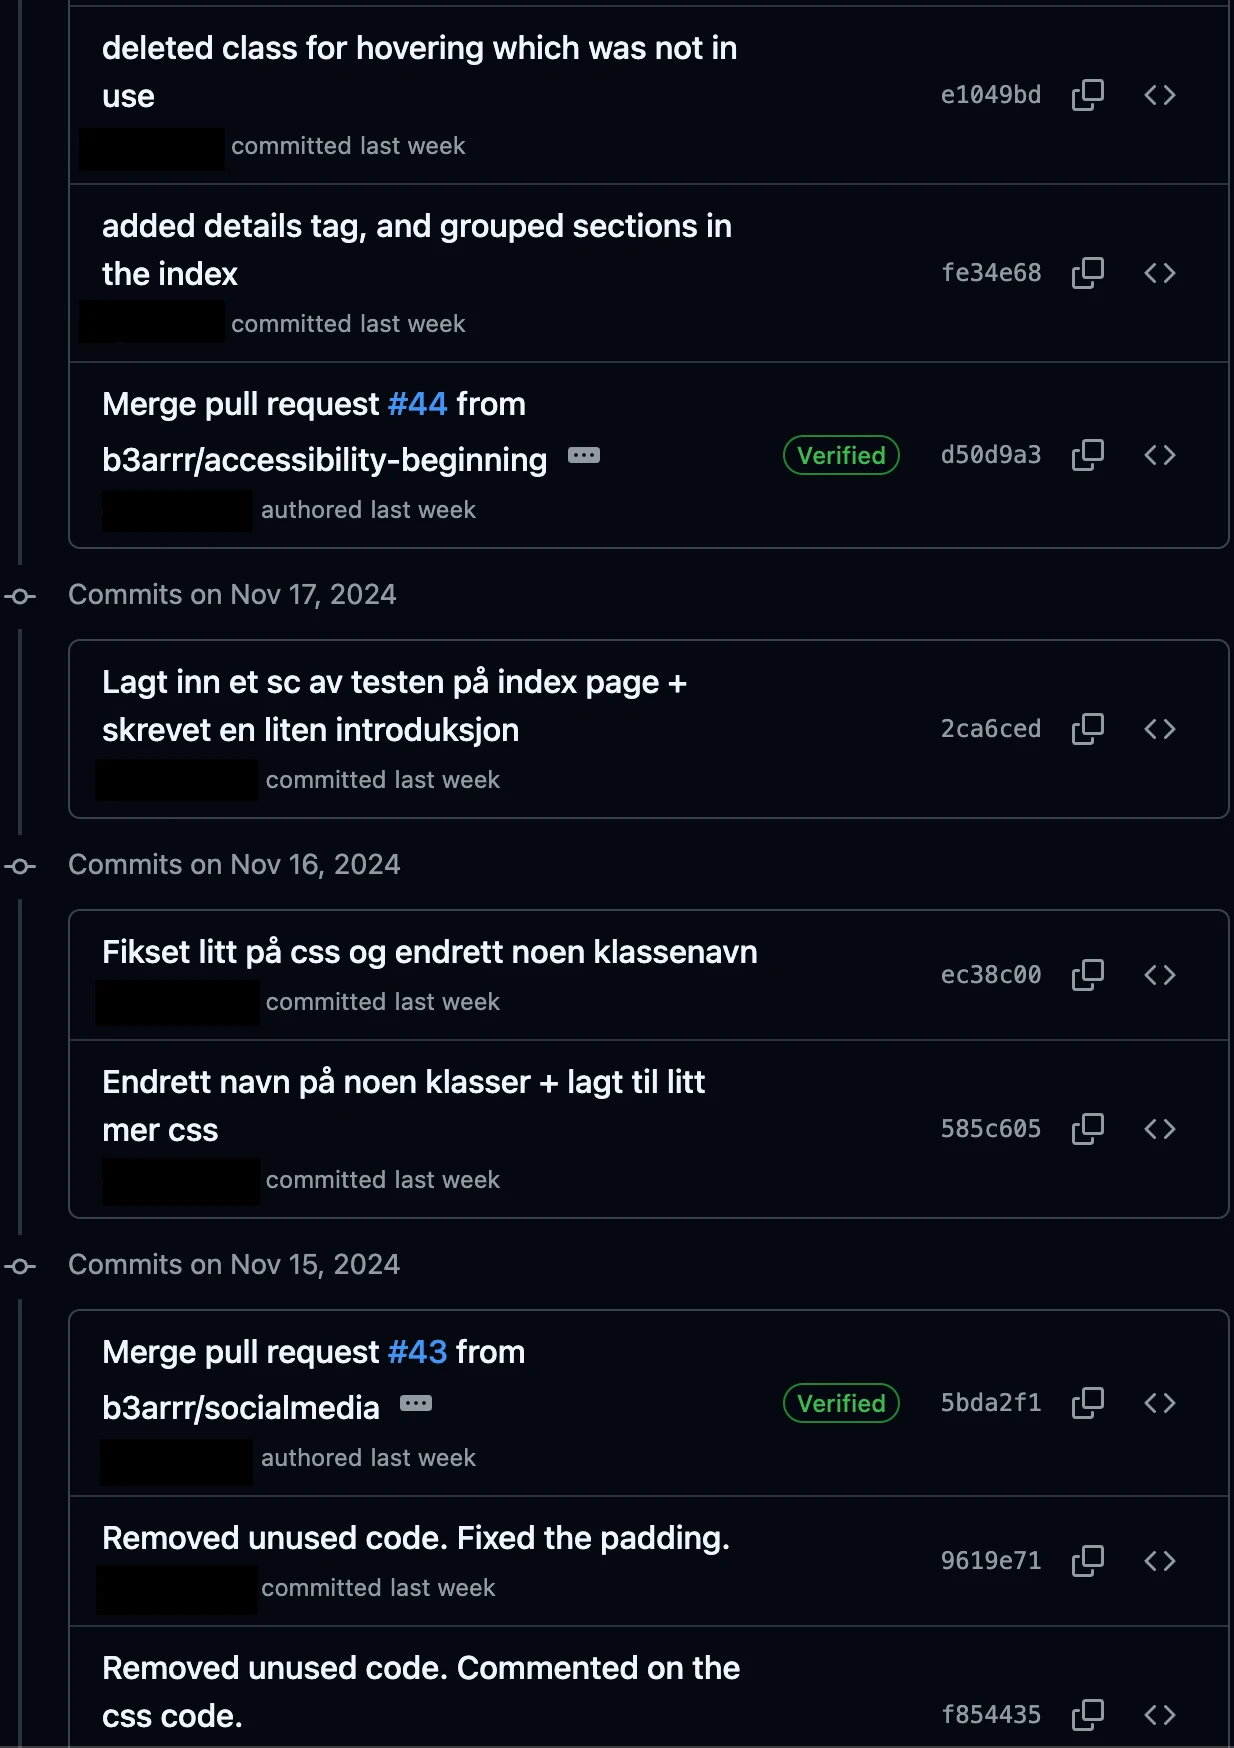 deleted class for hovering which was not in
use
e1049bd
committed last week
added details tag, and grouped sections in
the index
fe34e68
committed last week
Merge pull request #44 from
b3arrr/accessibility-beginning
Verified
d50d9a3
authored last week
Commits on Nov 17, 2024
Lagt inn et sc av testen på index page +
skrevet en liten introduksjon
2ca6ced
committed last week
Commits on Nov 16, 2024
Fikset litt på css og endrett noen klassenavn
ec38c00
committed last week
Endrett navn på noen klasser + lagt til litt
mer css
585c605
committed last week
Commits on Nov 15, 2024
Merge pull request #43 from
b3arrr/socialmedia
Verified
5bda2f1
authored last week
Removed unused code. Fixed the padding.
9619e71
committed last week
Removed unused code. Commented on the
css code.
f854435